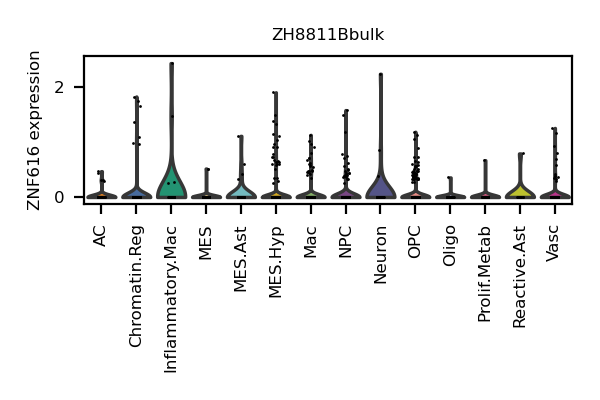 ZH8811Bbulk
ZNF616 expression
2
0
AC
Chromatin.Reg
Inflammatory.Mac
MES
MES.Ast
MES.Hyp
Mac
NPC
Neuron
OPC
Oligo
Prolif.Metab
Reactive.Ast
Vasc